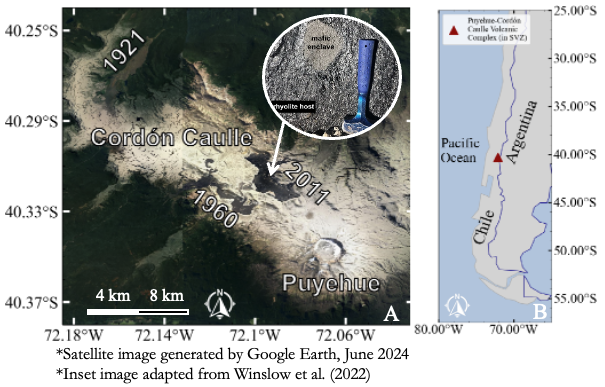 40.25°S
40.29°S
40.33°S
40.37°S
72.18°W
72.14°W
72.1°W
72.06°W
1921
Cordón Caulle
1960
2011
Puyehue
mafic
enclave
rhyolite host
4 km
8 km
N
A
*Satellite image generated by Google Earth, June 2024
*Inset image adapted from Winslow et al. (2022)
Puyehue-Cordón
Caulle Volcanic
Complex (in SVZ)
Pacific
Ocean
Argentina
Chile
N
B
25.00°S
30.00°S
35.00°S
40.00°S
45.00°S
50.00°S
55.00°S
80.00°W
70.00°W